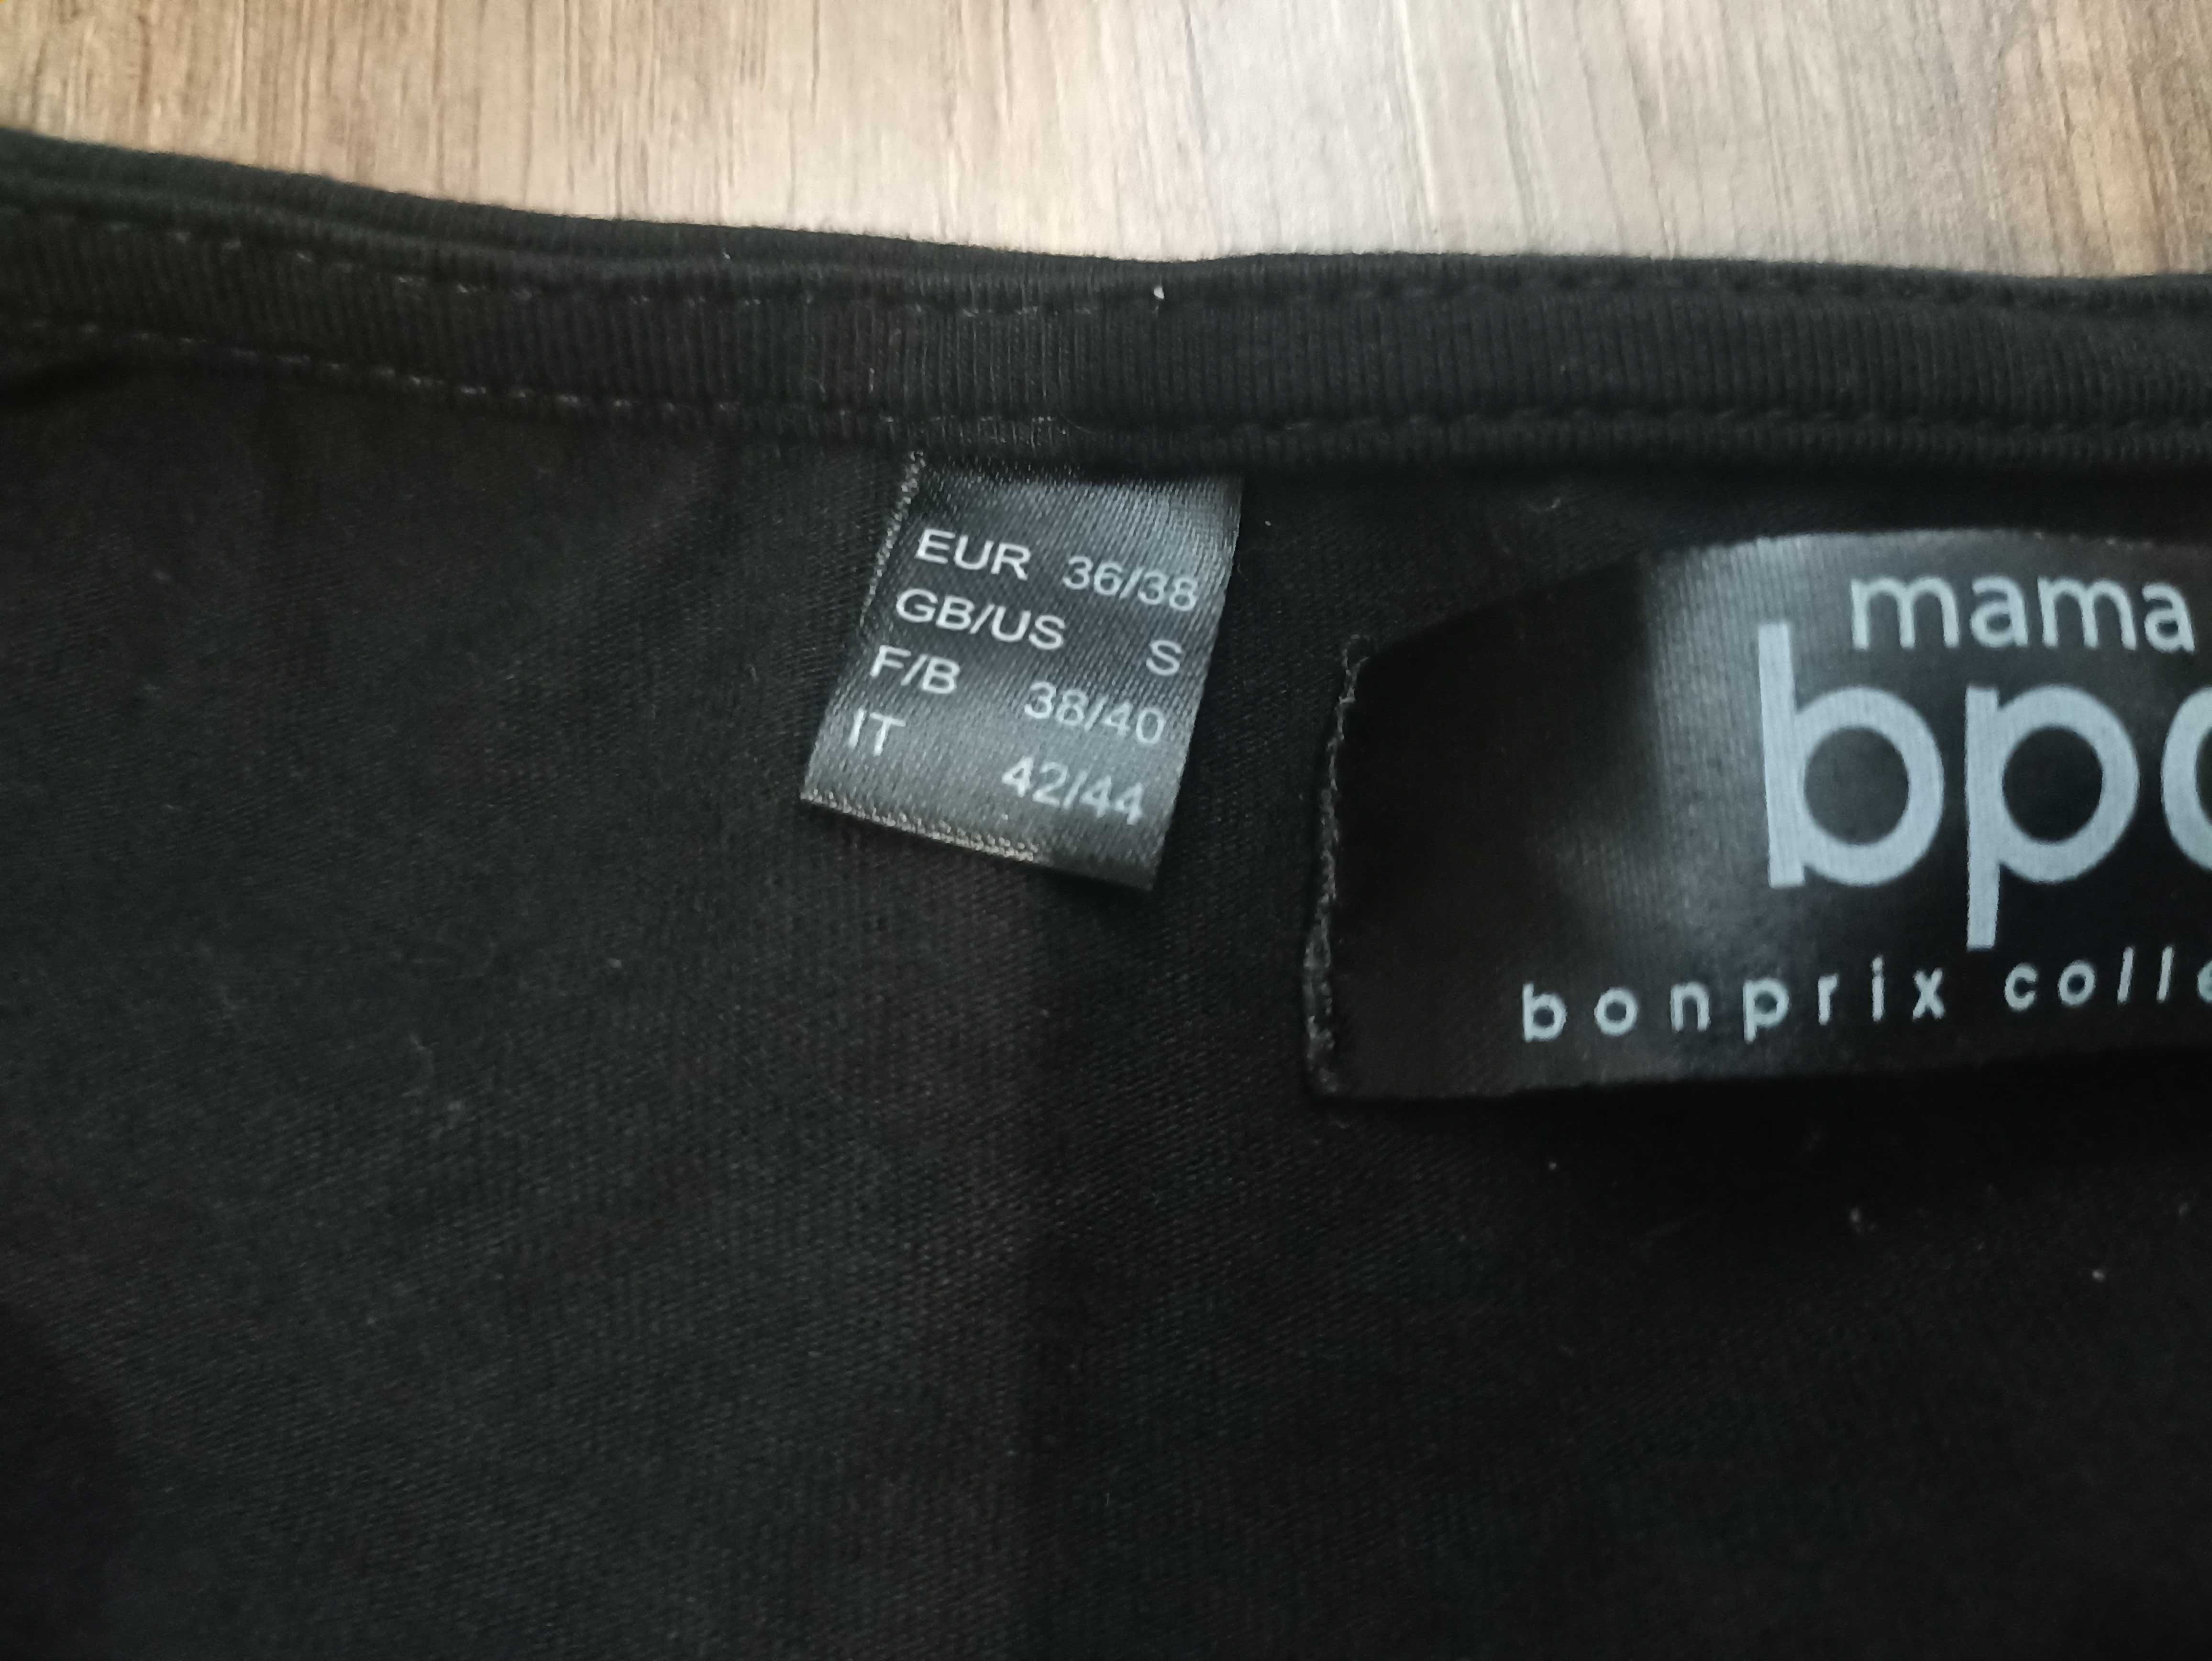 EUR 36/38
GB/US S
F/B 38/40
IT 42/44
mama
bpc
bonprix colle